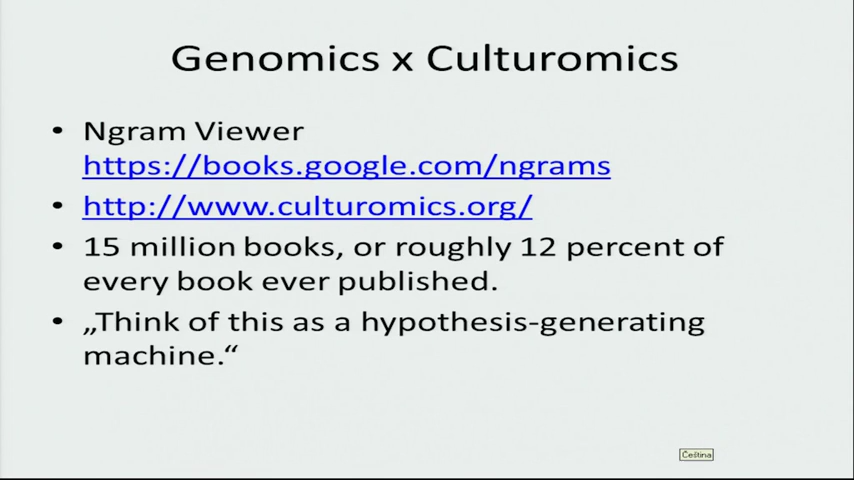 Genomics x Culturomics
• Ngram Viewer
https://books.google.com/ngrams
• http://www.culturomics.org/
• 15 million books, or roughly 12 percent of
every book ever published.
• „Think of this as a hypothesis-generating
machine.“
Čeština